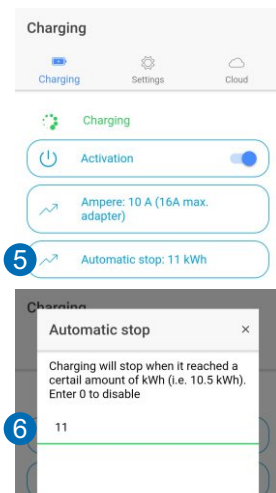 Charging
Charging Settings Cloud
Charging
Activation
Ampere: 10 A (16A max.
adapter)
5
Automatic stop: 11 kWh
Charging
Automatic stop ×
Charging will stop when it reached a
certail amount of kWh (i.e. 10.5 kWh).
Enter 0 to disable
6
11